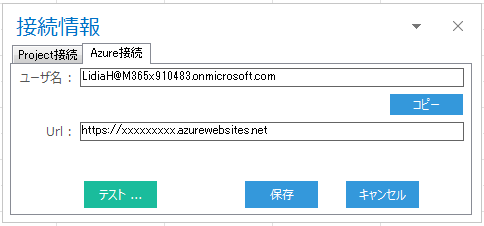 接続情報
Project接続 Azure接続
ユーザ名 : LidiaH@M365x910483.onmicrosoft.com
コピー
Url : https://xxxxxxxxx.azurewebsites.net
テスト ... 保存 キャンセル